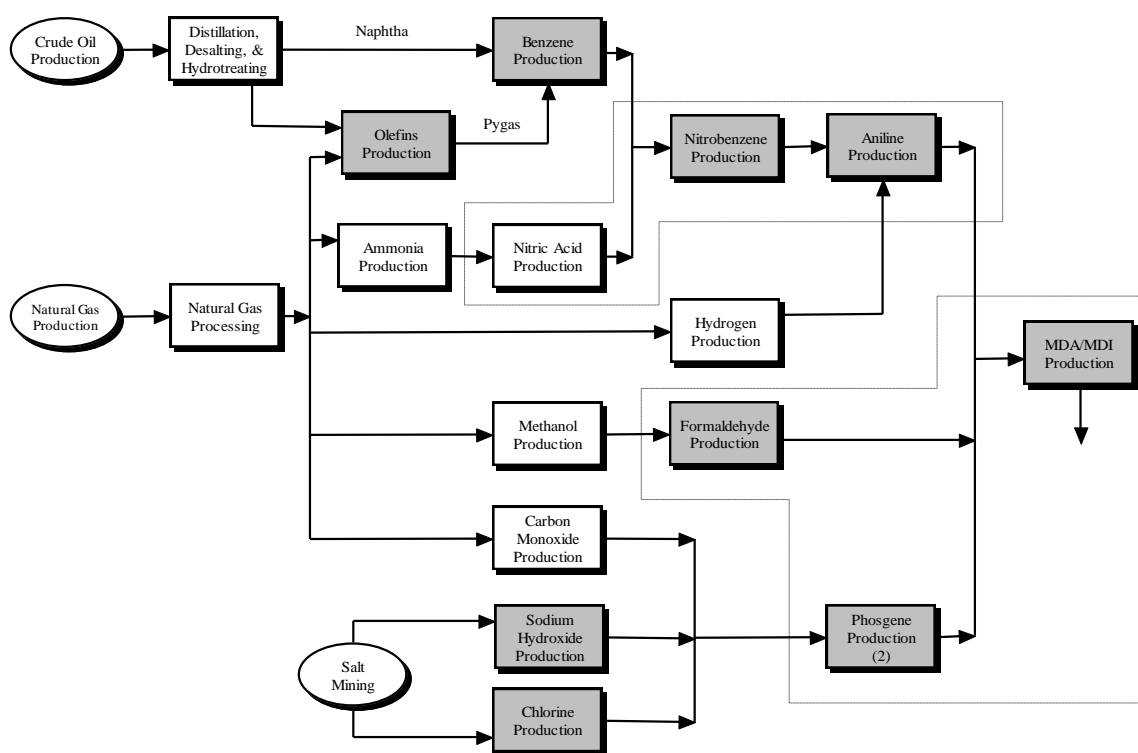 Crude Oil
Production
Distillation,
Desalting, &
Hydrotreating
Naphtha
Benzene
Production
Olefins
Production
Pygas
Nitrobenzene
Production
Aniline
Production
Ammonia
Production
Nitric Acid
Production
Natural Gas
Production
Natural Gas
Processing
Hydrogen
Production
MDA/MDI
Production
Methanol
Production
Formaldehyde
Production
Carbon
Monoxide
Production
Sodium
Hydroxide
Production
Phosgene
Production
(2)
Salt
Mining
Chlorine
Production